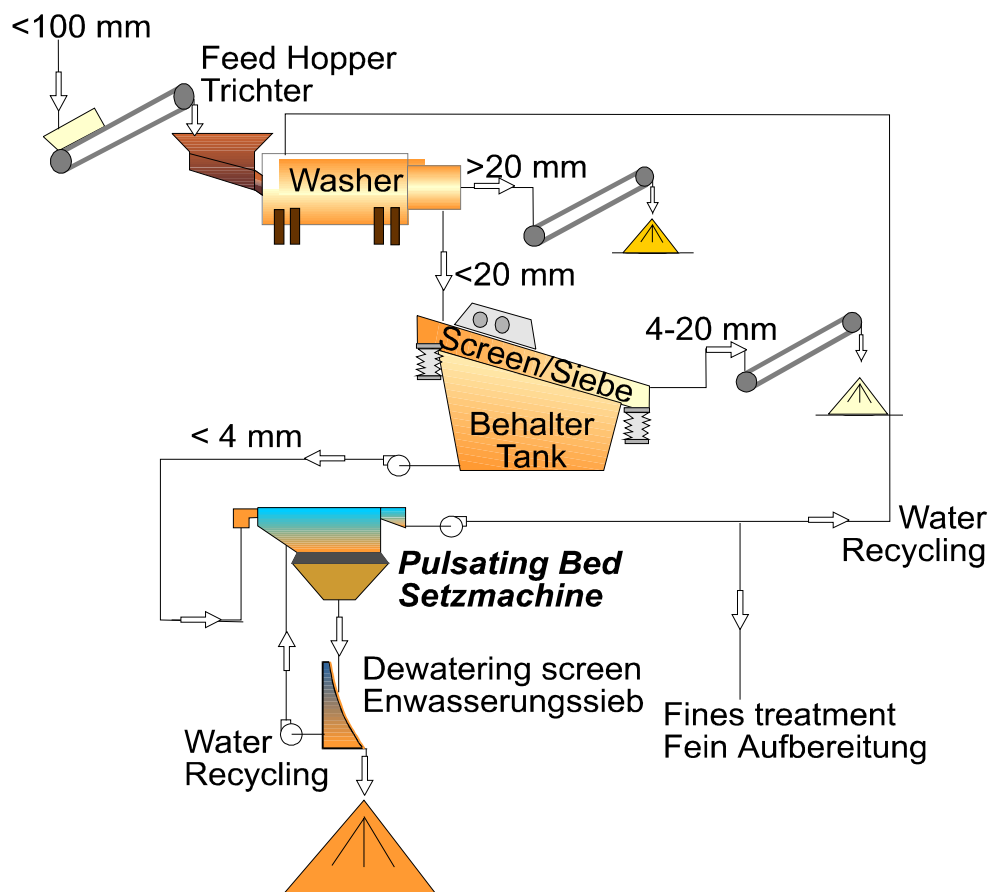 <100 mm
Feed Hopper
Trichter
Washer
>20 mm
<20 mm
Screen/Siebe
4-20 mm
Behalter
Tank
< 4 mm
Water
Recycling
Pulsating Bed
Setzmachine
Dewatering screen
Enwasserungssieb
Fines treatment
Fein Aufbereitung
Water
Recycling